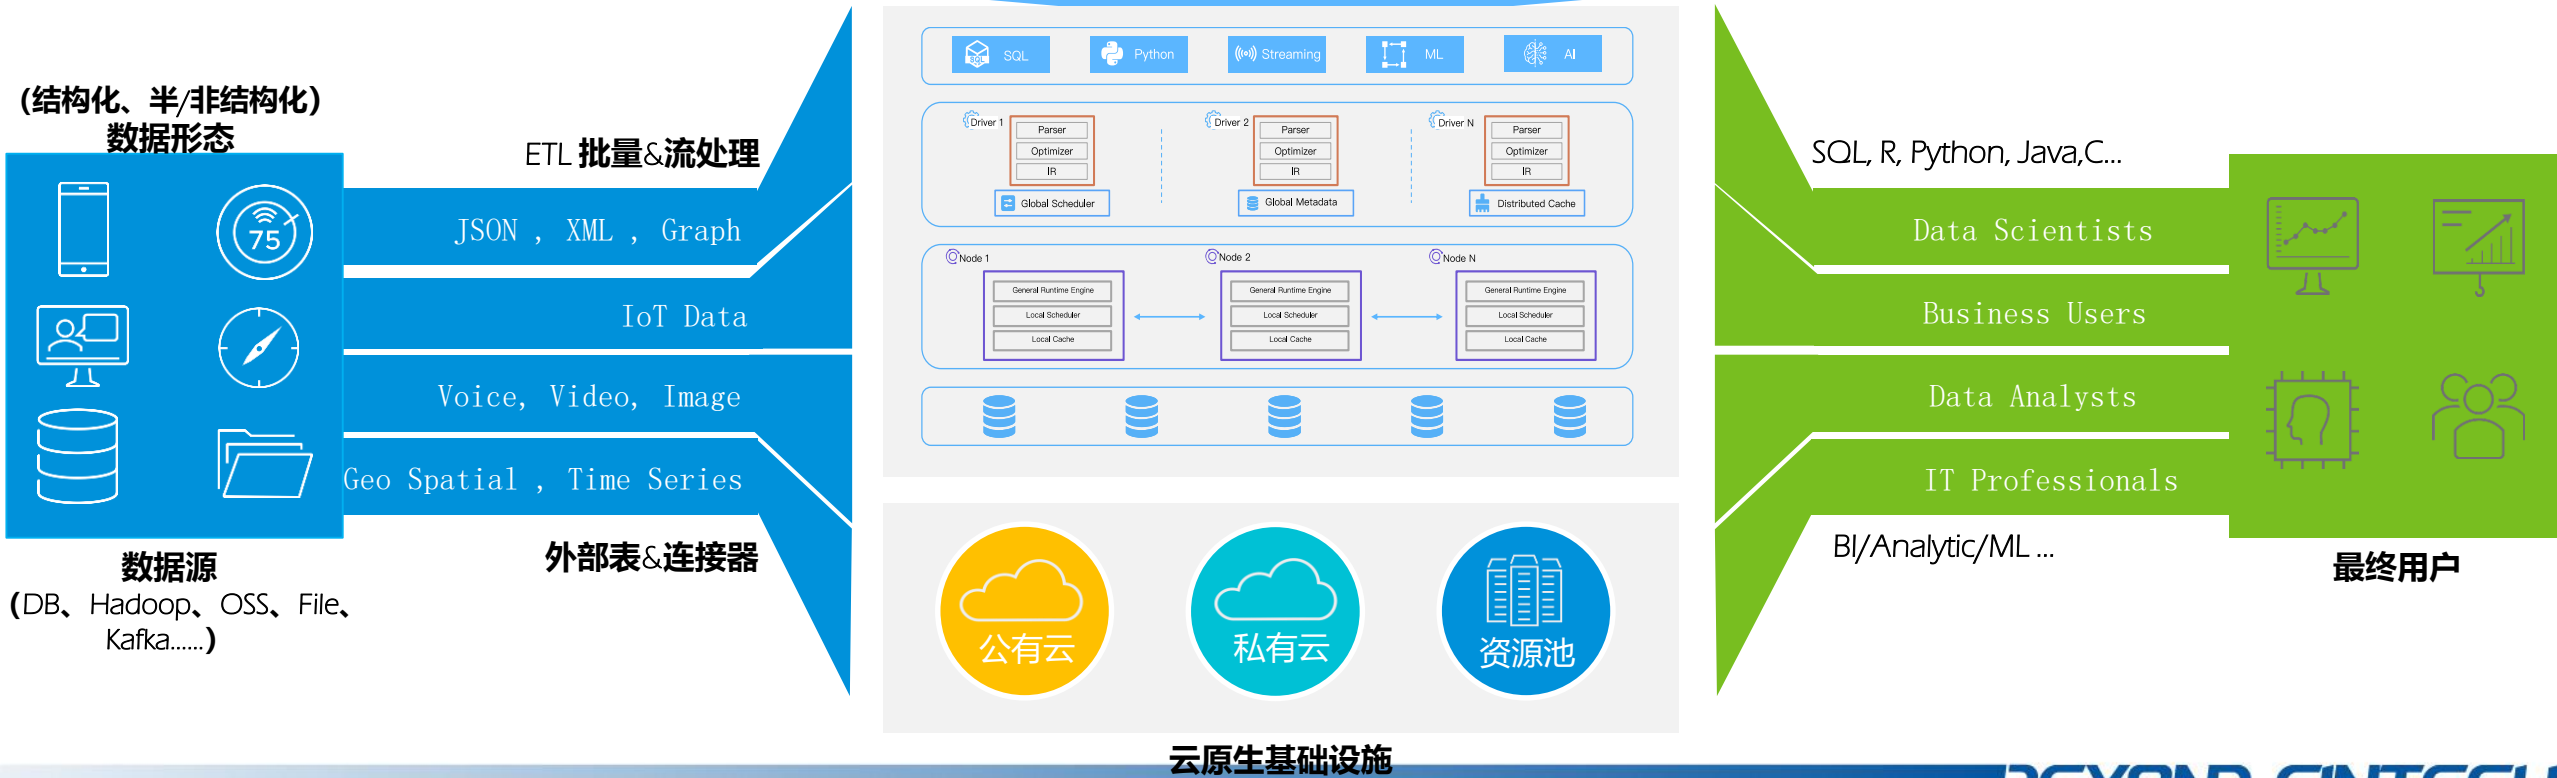 (结构化、半/非结构化)
数据形态
75
ETL 批量&流处理
JSON , XML , Graph
IoT Data
Voice, Video, Image
Geo Spatial , Time Series
外部表&连接器
数据源
(DB、Hadoop、OSS、File、
Kafka......)
SQL SQL Python Streaming ML AI
Driver 1 Driver 2 Driver N
Parser Parser Parser
Optimizer Optimizer Optimizer
IR IR IR
Global Scheduler Global Metadata Distributed Cache
Node 1 Node 2 Node N
General Runtime Engine General Runtime Engine General Runtime Engine
Local Scheduler Local Scheduler Local Scheduler
Local Cache Local Cache Local Cache
公有云 私有云 资源池
云原生基础设施
SQL, R, Python, Java,C...
Data Scientists
Business Users
Data Analysts
IT Professionals
BI/Analytic/ML ...
最终用户
BEYOND FINTECH